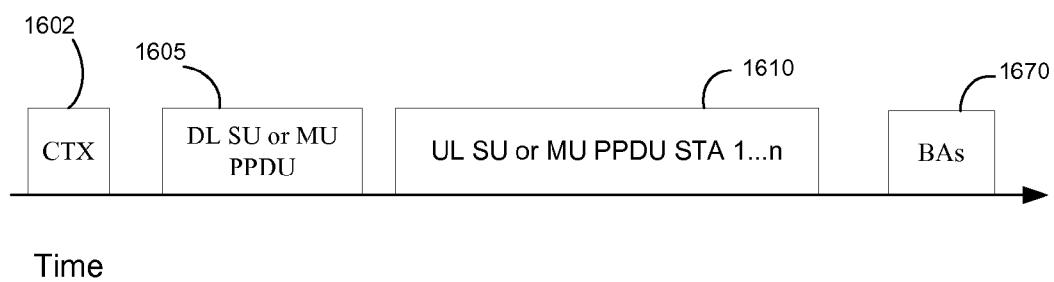 1602
1605
1610
1670
CTX
DL SU or MU
PPDU
UL SU or MU PPDU STA 1...n
BAs
Time